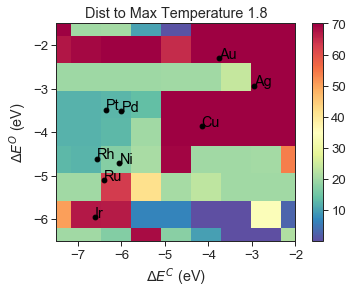 Dist to Max Temperature 1.8
−2
−3
−4
−5
−6
ΔE^O (eV)
Au
Ag
Pt Pd
Cu
Rh Ni
Ru
Ir
−7 −6 −5 −4 −3 −2
ΔE^C (eV)
70
60
50
40
30
20
10